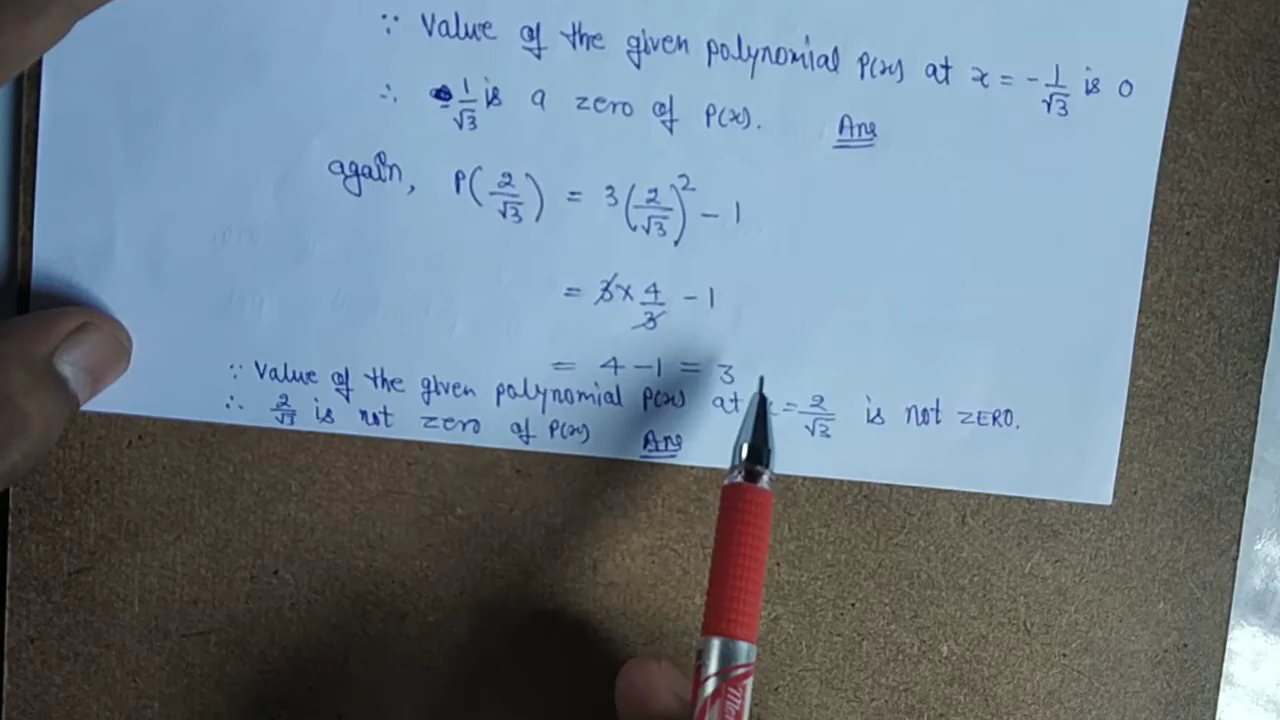 ∵ Value of the given polynomial P(x) at x = -1/√3 is 0
∴ -1/√3 is a zero of P(x). Ans
again, P(2/√3) = 3(2/√3)² - 1
= 3 × 4/3 - 1
= 4 - 1 = 3
∵ Value of the given polynomial P(x) at = 2/√3 is not ZERO.
∴ 2/√3 is not zero of P(x) Ans